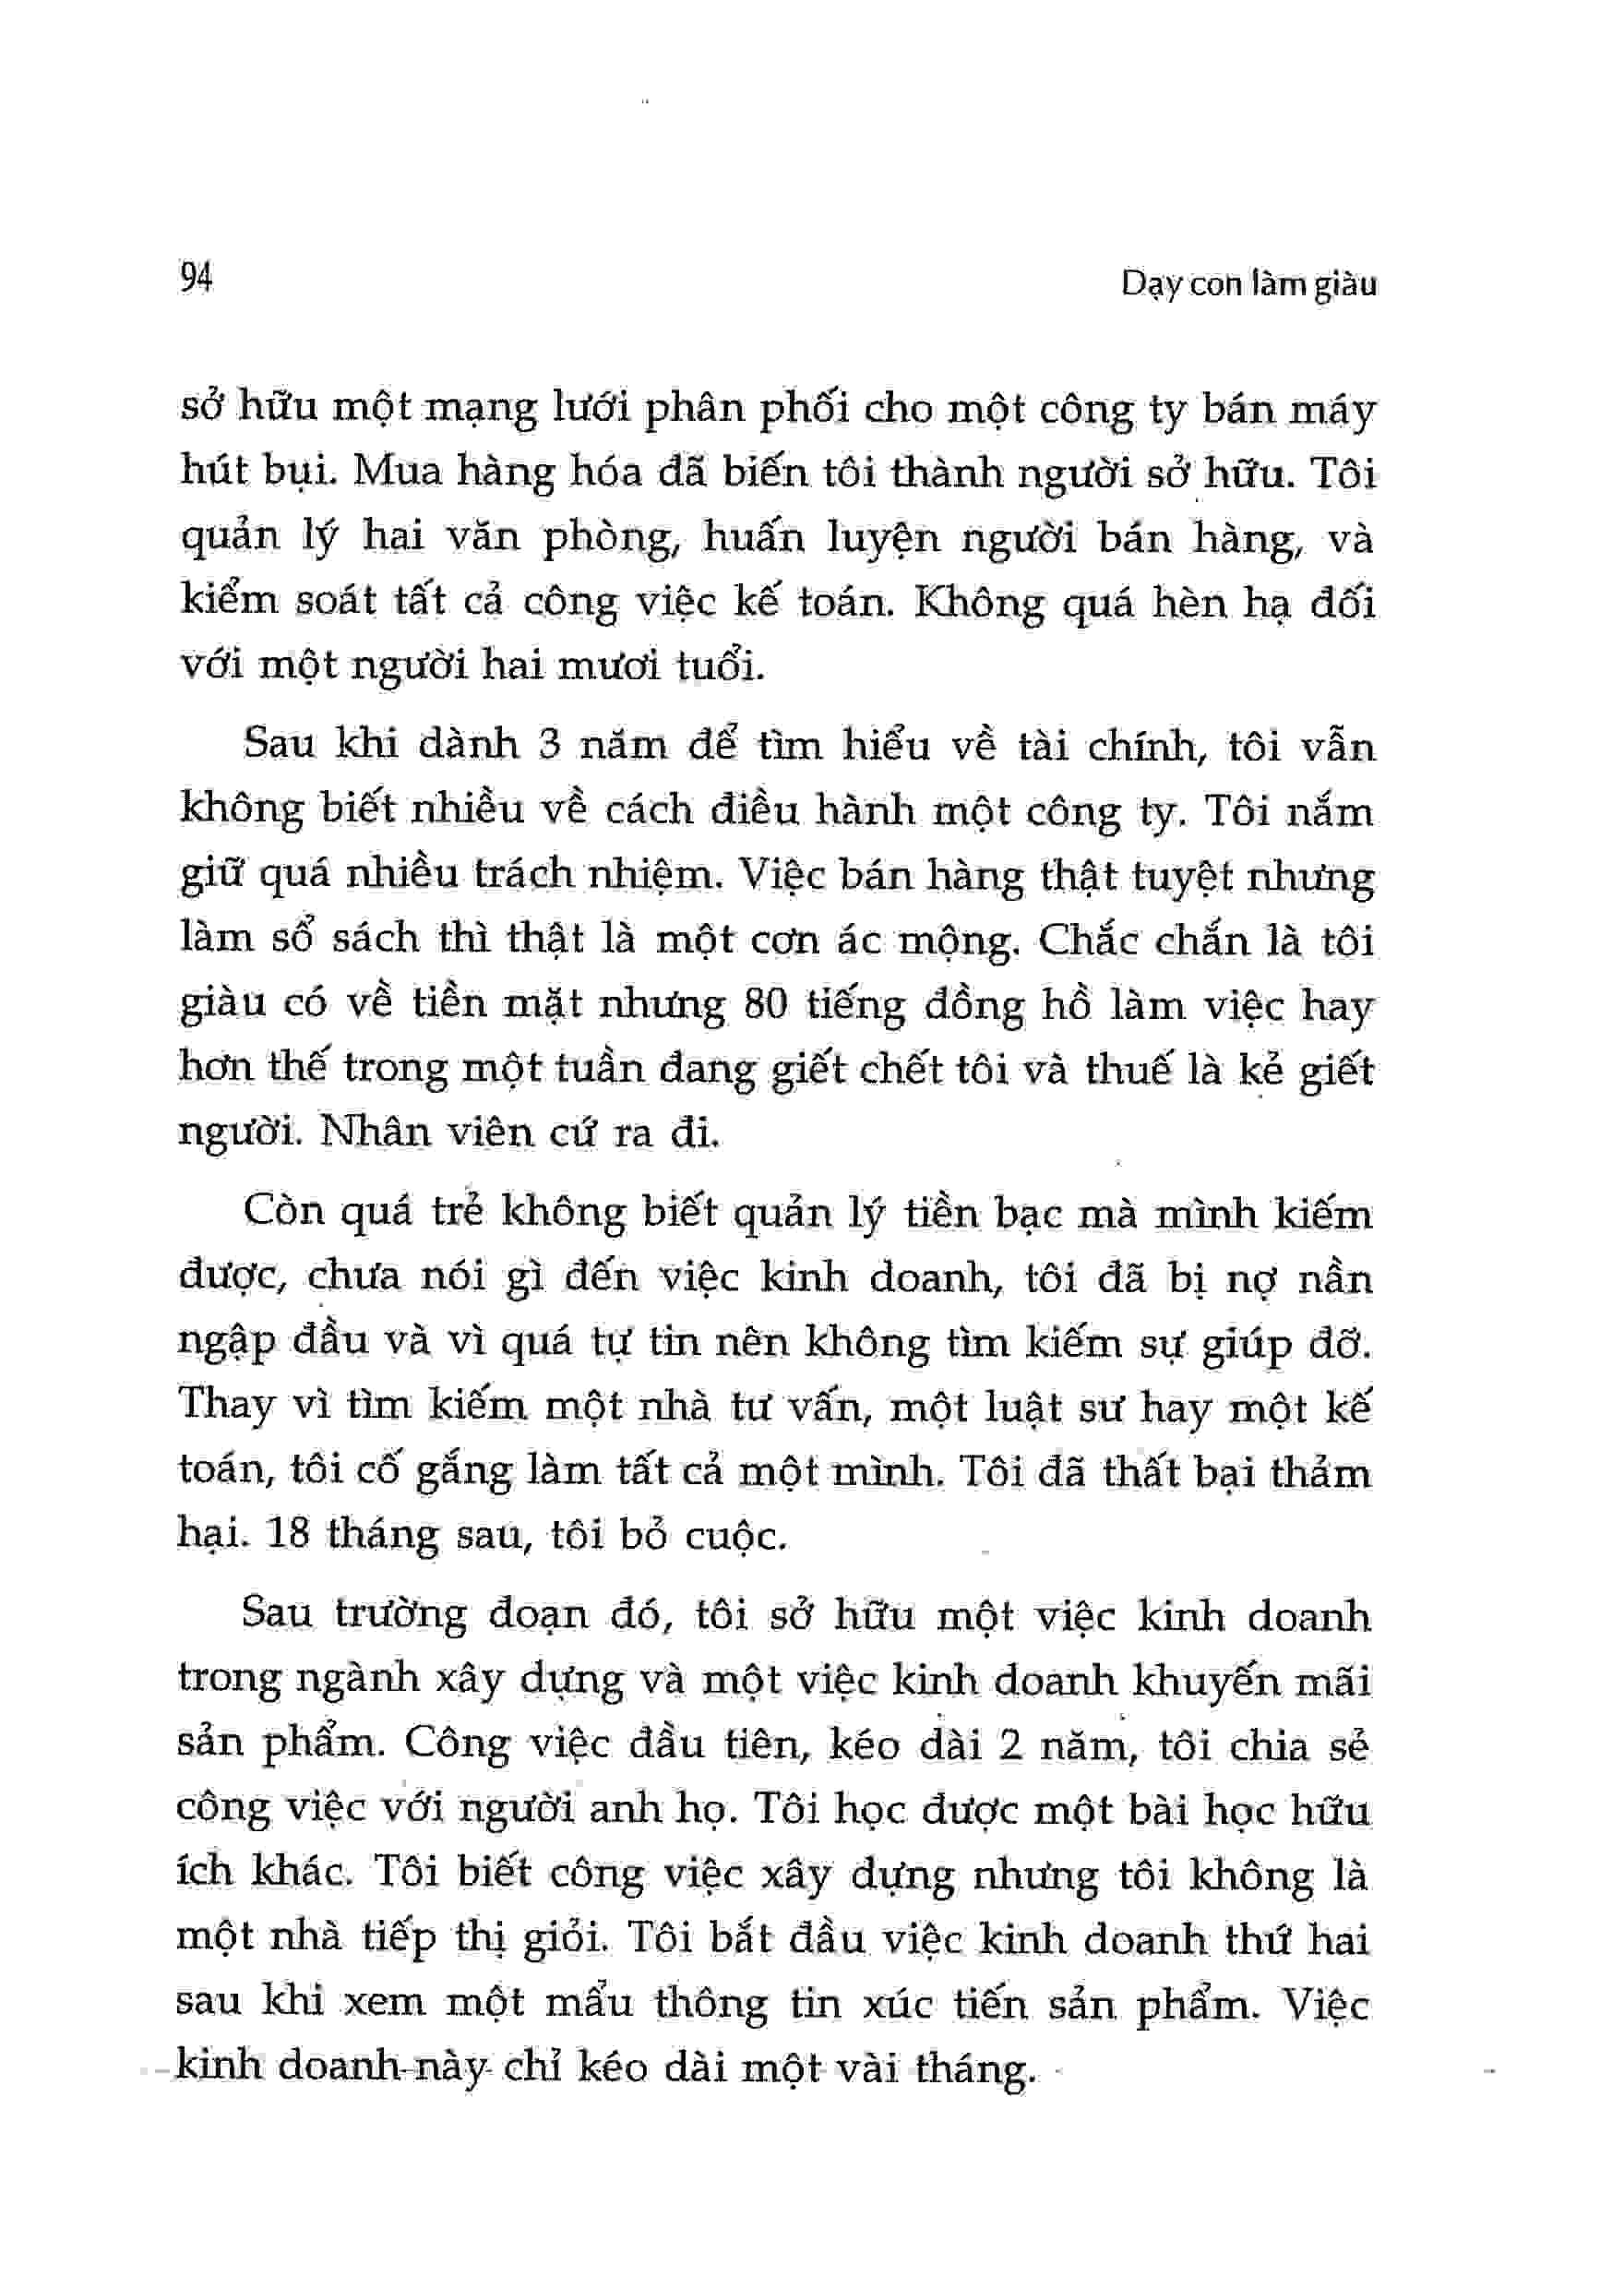 94
Dạy con làm giàu
sở hữu một mạng lưới phân phối cho một công ty bán máy
hút bụi. Mua hàng hóa đã biến tôi thành người sở hữu. Tôi
quản lý hai văn phòng, huấn luyện người bán hàng, và
kiểm soát tất cả công việc kế toán. Không quá hèn hạ đối
với một người hai mươi tuổi.
Sau khi dành 3 năm để tìm hiểu về tài chính, tôi vẫn
không biết nhiều về cách điều hành một công ty. Tôi nắm
giữ quá nhiều trách nhiệm. Việc bán hàng thật tuyệt nhưng
làm sổ sách thì thật là một cơn ác mộng. Chắc chắn là tôi
giàu có về tiền mặt nhưng 80 tiếng đồng hồ làm việc hay
hơn thế trong một tuần đang giết chết tôi và thuế là kẻ giết
người. Nhân viên cứ ra đi.
Còn quá trẻ không biết quản lý tiền bạc mà mình kiếm
được, chưa nói gì đến việc kinh doanh, tôi đã bị nợ nần
ngập đầu và vì quá tự tin nên không tìm kiếm sự giúp đỡ.
Thay vì tìm kiếm một nhà tư vấn, một luật sư hay một kế
toán, tôi cố gắng làm tất cả một mình. Tôi đã thất bại thảm
hại. 18 tháng sau, tôi bỏ cuộc.
Sau trường đoạn đó, tôi sở hữu một việc kinh doanh
trong ngành xây dựng và một việc kinh doanh khuyến mãi
sản phẩm. Công việc đầu tiên, kéo dài 2 năm, tôi chia sẻ
công việc với người anh họ. Tôi học được một bài học hữu
ích khác. Tôi biết công việc xây dựng nhưng tôi không là
một nhà tiếp thị giỏi. Tôi bắt đầu việc kinh doanh thứ hai
sau khi xem một mẩu thông tin xúc tiến sản phẩm. Việc
kinh doanh này chỉ kéo dài một vài tháng.